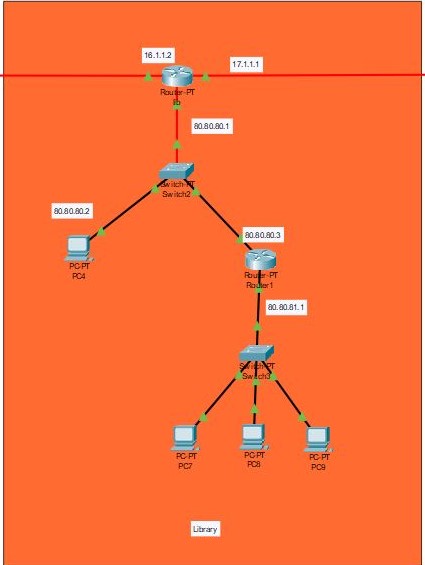 16.1.1.2
17.1.1.1
Router-PT
lib
80.80.80.1
Switch-PT
Switch2
80.80.80.2
80.80.80.3
PC-PT
PC4
Router-PT
Router1
80.80.81.1
Switch-PT
Switch3
PC-PT
PC7
PC-PT
PC8
PC-PT
PC9
Library